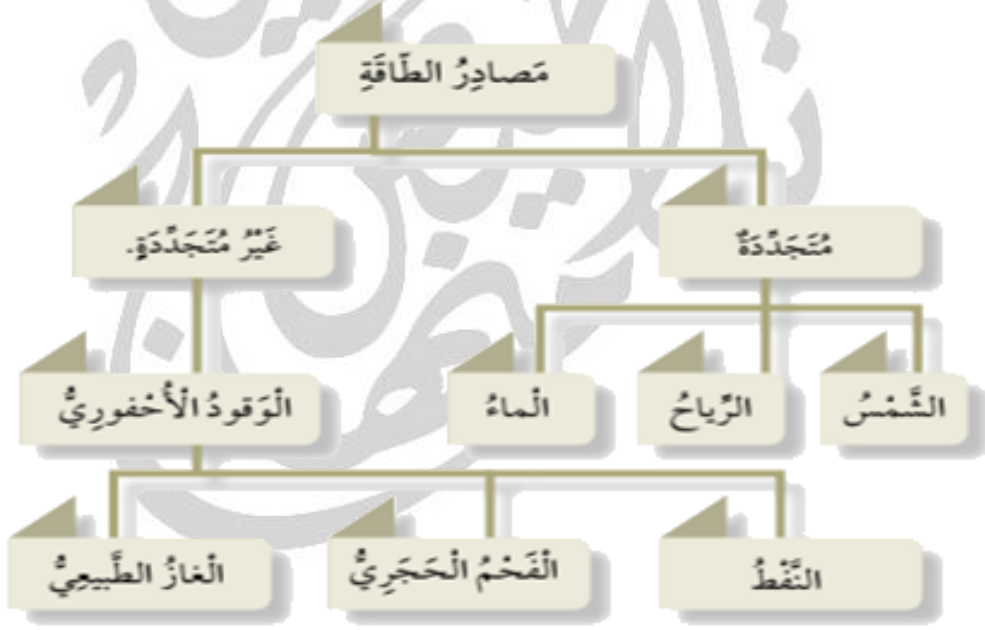 مَصادِرُ الطّاقَةِ
مُتَجَدِّدَةٌ
غَيْرُ مُتَجَدِّدَةٍ.
الشَّمْسُ
الرِّياحُ
الْماءُ
الْوَقودُ الْأُحْفورِيُّ
النَّفْطُ
الْفَحْمُ الْحَجَرِيُّ
الْغازُ الطَّبيعِيُّ